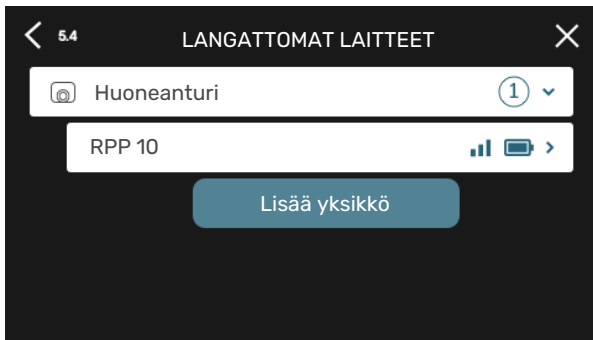 5.4 LANGATTOMAT LAITTEET
Huoneanturi 1
RPP 10
Lisää yksikkö